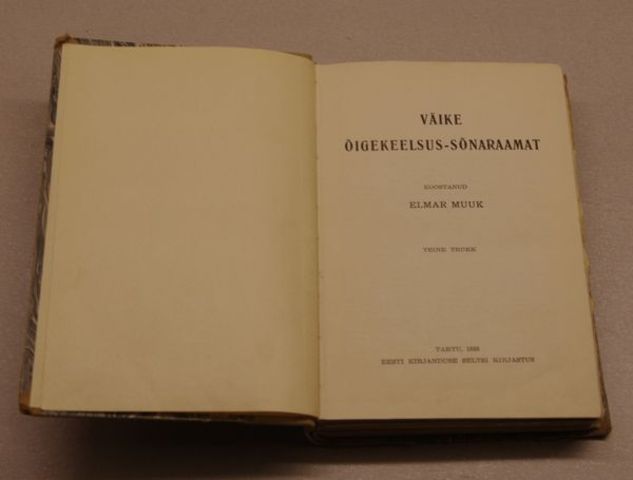 VÄIKE
ÕIGEKEELSUS-SÕNARAAMAT
KOOSTANUD
ELMAR MUUK
TEINE TRÜKK
TARTU,
EESTI KIRJANDUSE SELTSI KIRJASTUS